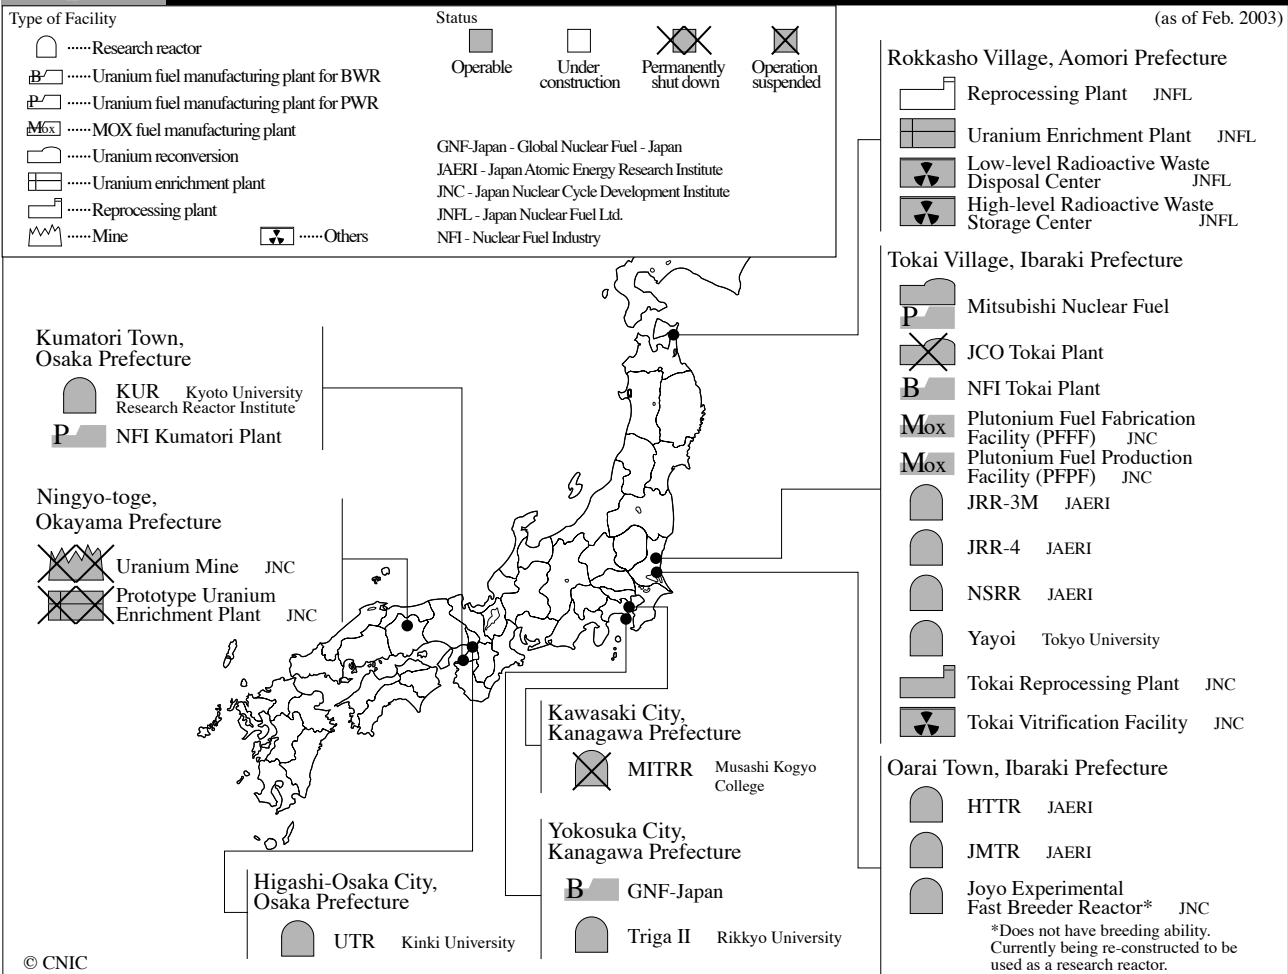 (as of Feb. 2003)
Type of Facility
······Research reactor
B ······Uranium fuel manufacturing plant for BWR
P ······Uranium fuel manufacturing plant for PWR
Mox ······MOX fuel manufacturing plant
······Uranium reconversion
······Uranium enrichment plant
······Reprocessing plant
······Mine
······Others
Status
Operable
Under
construction
Permanently
shut down
Operation
suspended
GNF-Japan - Global Nuclear Fuel - Japan
JAERI - Japan Atomic Energy Research Institute
JNC - Japan Nuclear Cycle Development Institute
JNFL - Japan Nuclear Fuel Ltd.
NFI - Nuclear Fuel Industry
Rokkasho Village, Aomori Prefecture
Reprocessing Plant JNFL
Uranium Enrichment Plant JNFL
Low-level Radioactive Waste
Disposal Center JNFL
High-level Radioactive Waste
Storage Center JNFL
Tokai Village, Ibaraki Prefecture
P Mitsubishi Nuclear Fuel
JCO Tokai Plant
B NFI Tokai Plant
Mox Plutonium Fuel Fabrication
Facility (PFFF) JNC
Mox Plutonium Fuel Production
Facility (PFPF) JNC
JRR-3M JAERI
JRR-4 JAERI
NSRR JAERI
Yayoi Tokyo University
Tokai Reprocessing Plant JNC
Tokai Vitrification Facility JNC
Oarai Town, Ibaraki Prefecture
HTTR JAERI
JMTR JAERI
Joyo Experimental
Fast Breeder Reactor* JNC
*Does not have breeding ability.
Currently being re-constructed to be
used as a research reactor.
Kumatori Town,
Osaka Prefecture
KUR Kyoto University
Research Reactor Institute
P NFI Kumatori Plant
Ningyo-toge,
Okayama Prefecture
Uranium Mine JNC
Prototype Uranium
Enrichment Plant JNC
Kawasaki City,
Kanagawa Prefecture
MITRR Musashi Kogyo
College
Yokosuka City,
Kanagawa Prefecture
B GNF-Japan
Triga II Rikkyo University
Higashi-Osaka City,
Osaka Prefecture
UTR Kinki University
© CNIC